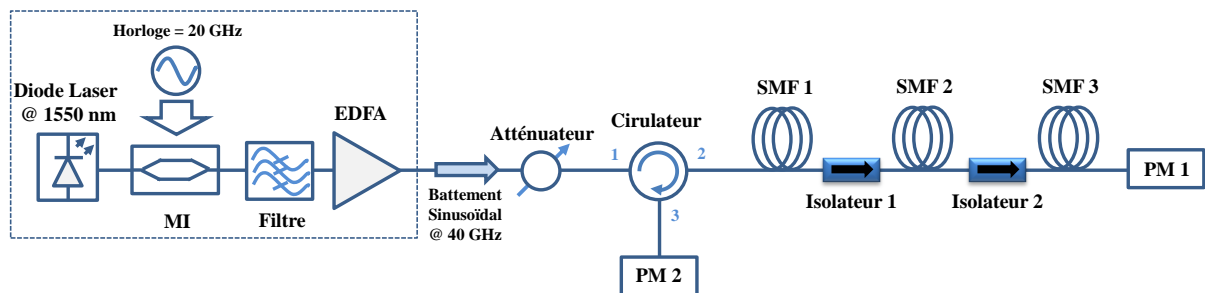 Horloge = 20 GHz
Diode Laser
@ 1550 nm
EDFA
MI
Filtre
Battement
Sinusoïdal
@ 40 GHz
Atténuateur
Cirulateur
1
2
3
PM 2
SMF 1
SMF 2
SMF 3
Isolateur 1
Isolateur 2
PM 1